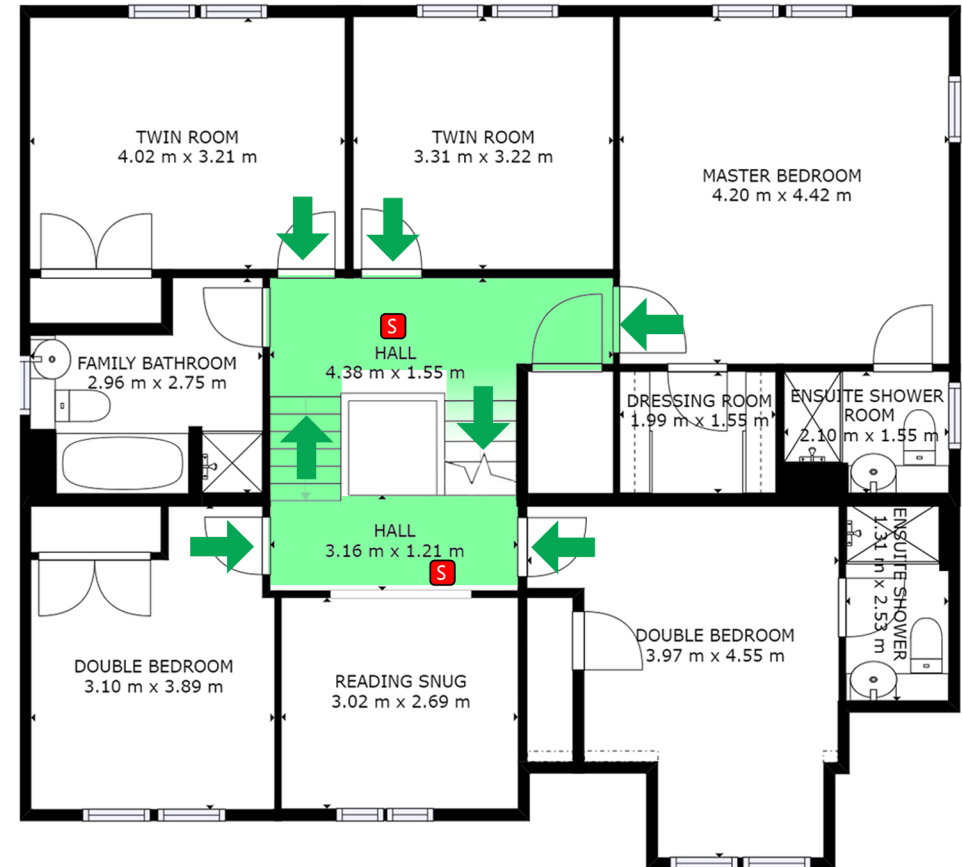 TWIN ROOM
4.02 m x 3.21 m
TWIN ROOM
3.31 m x 3.22 m
MASTER BEDROOM
4.20 m x 4.42 m
S
HALL
4.38 m x 1.55 m
FAMILY BATHROOM
2.96 m x 2.75 m
DRESSING ROOM
1.99 m x 1.55 m
ENSUITE SHOWER
ROOM
2.10 m x 1.55 m
HALL
3.16 m x 1.21 m
S
ENSUITE SHOWER
1.31 m x 2.53 m
DOUBLE BEDROOM
3.10 m x 3.89 m
READING SNUG
3.02 m x 2.69 m
DOUBLE BEDROOM
3.97 m x 4.55 m